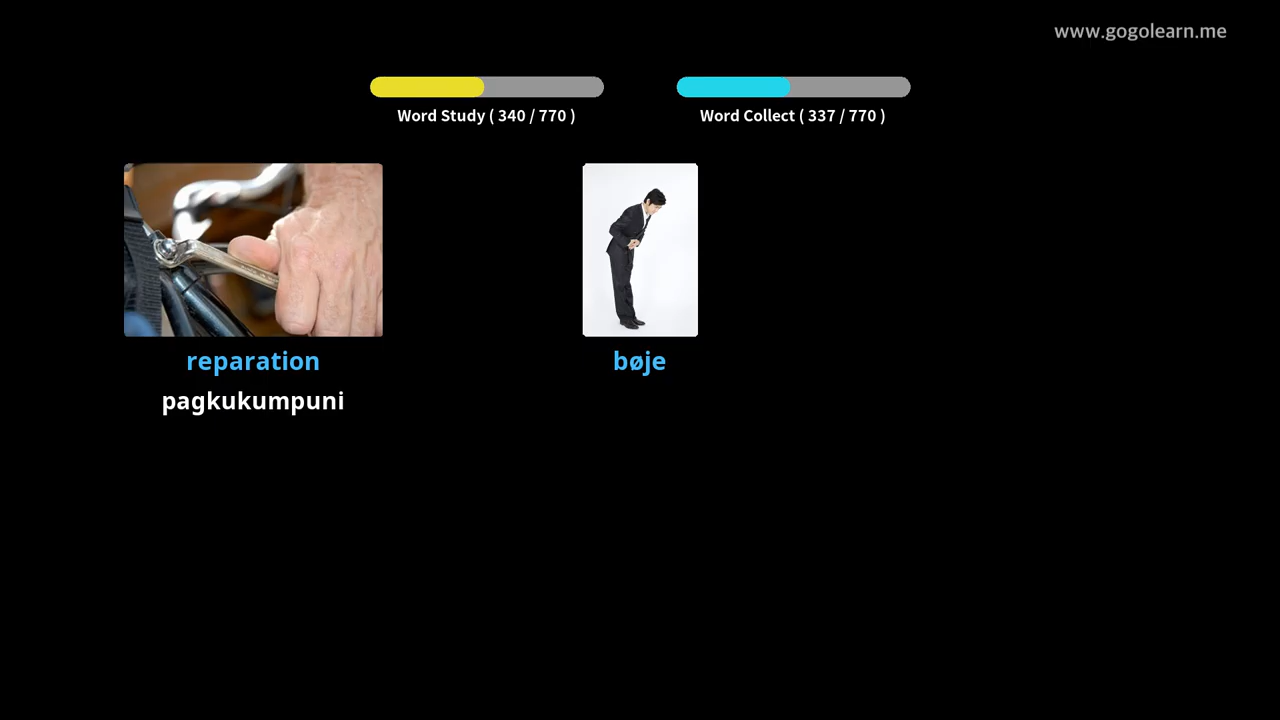 www.gogolearn.me
Word Study ( 340 / 770 )
Word Collect ( 337 / 770 )
reparation
pagkukumpuni
bøje